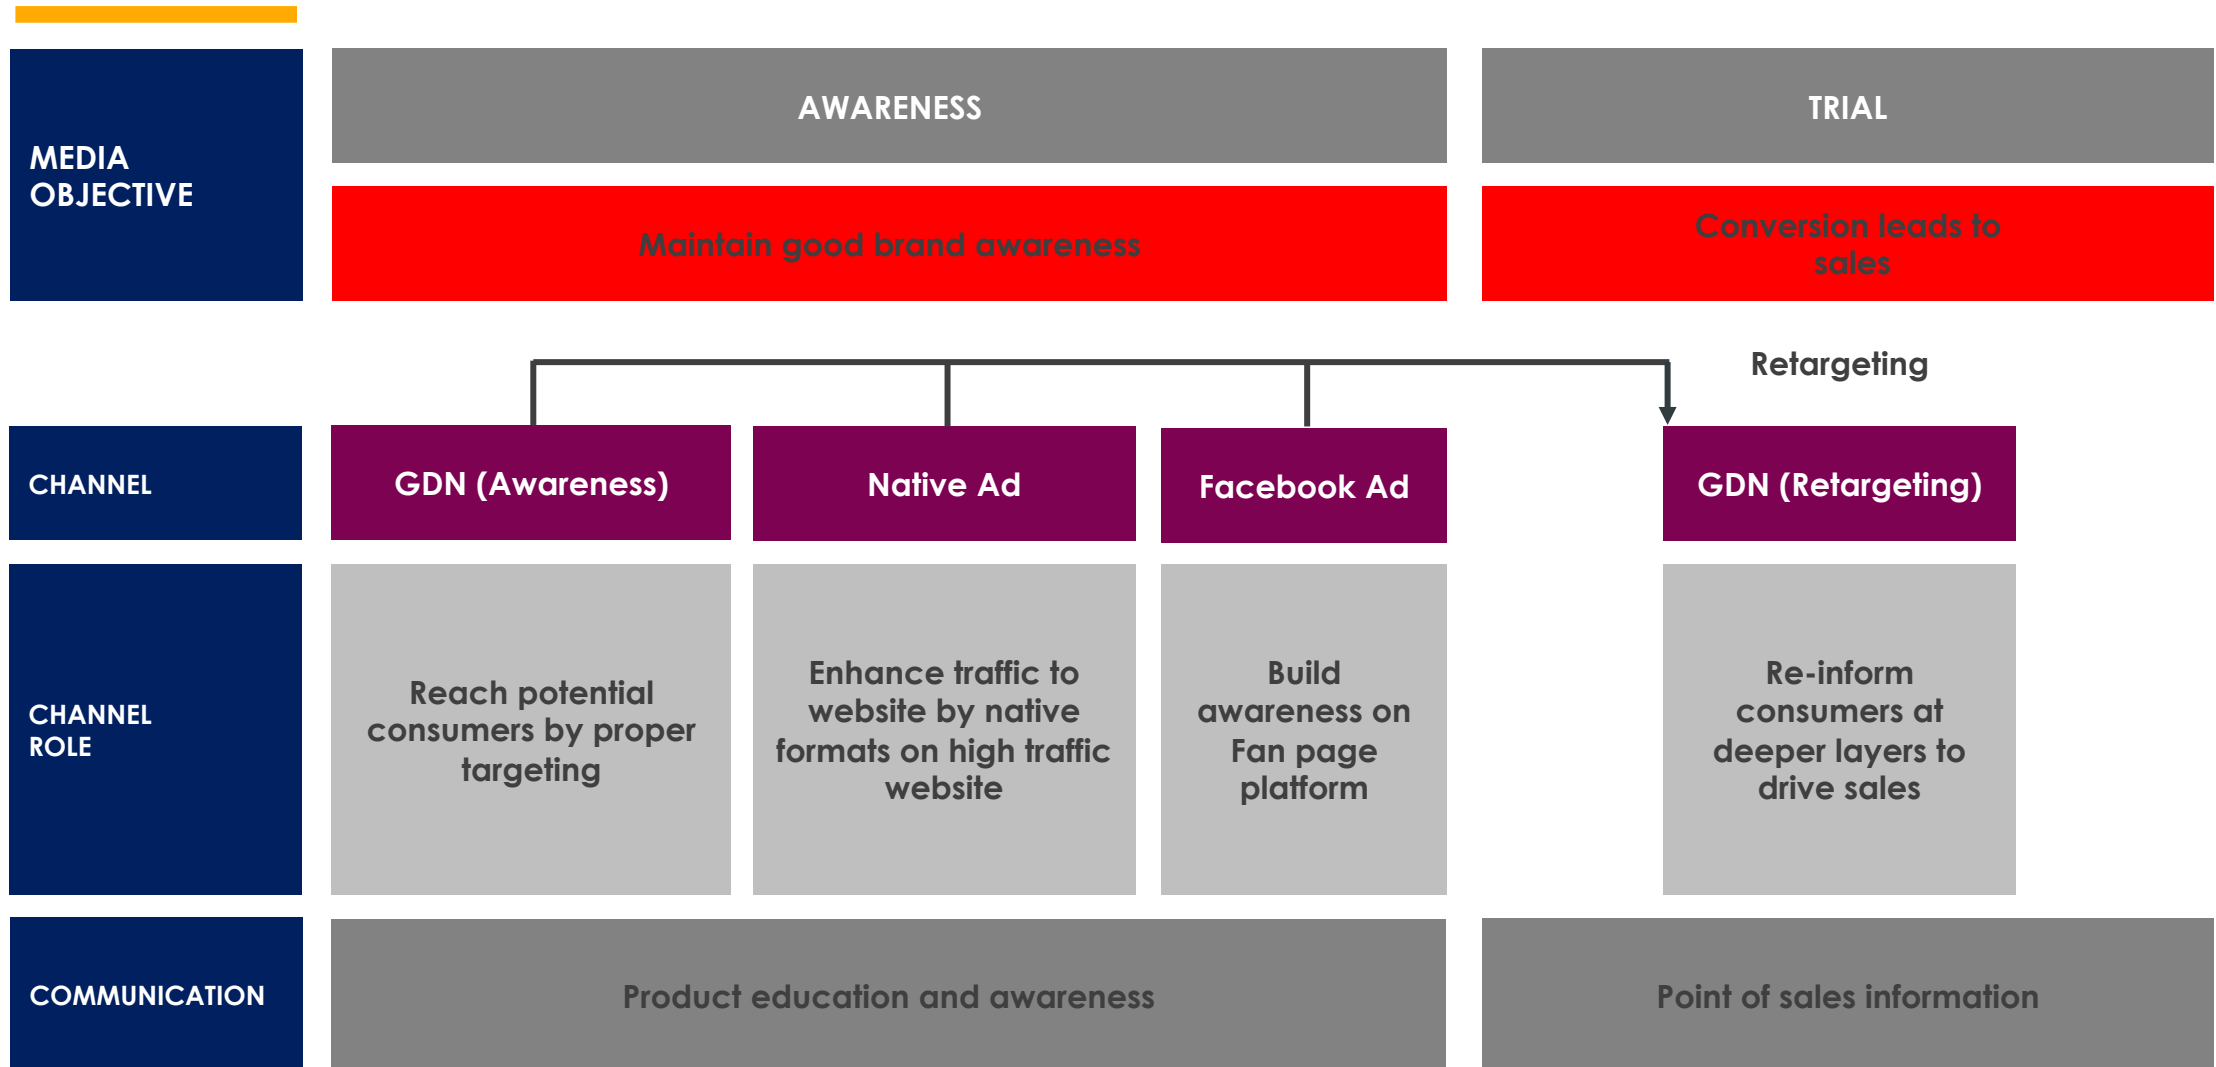 MEDIA
OBJECTIVE
AWARENESS
TRIAL
Maintain good brand awareness
Conversion leads to
sales
Retargeting
CHANNEL
GDN (Awareness)
Native Ad
Facebook Ad
GDN (Retargeting)
CHANNEL
ROLE
Reach potential
consumers by proper
targeting
Enhance traffic to
website by native
formats on high traffic
website
Build
awareness on
Fan page
platform
Re-inform
consumers at
deeper layers to
drive sales
COMMUNICATION
Product education and awareness
Point of sales information